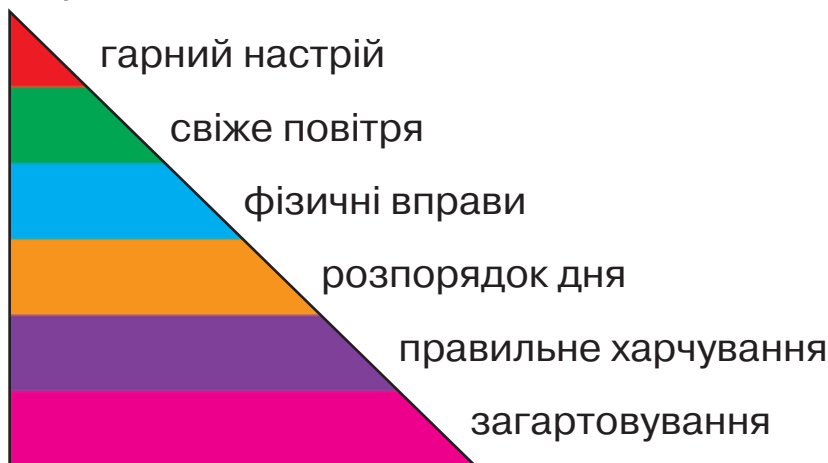 гарний настрій
свіже повітря
фізичні вправи
розпорядок дня
правильне харчування
загартовування